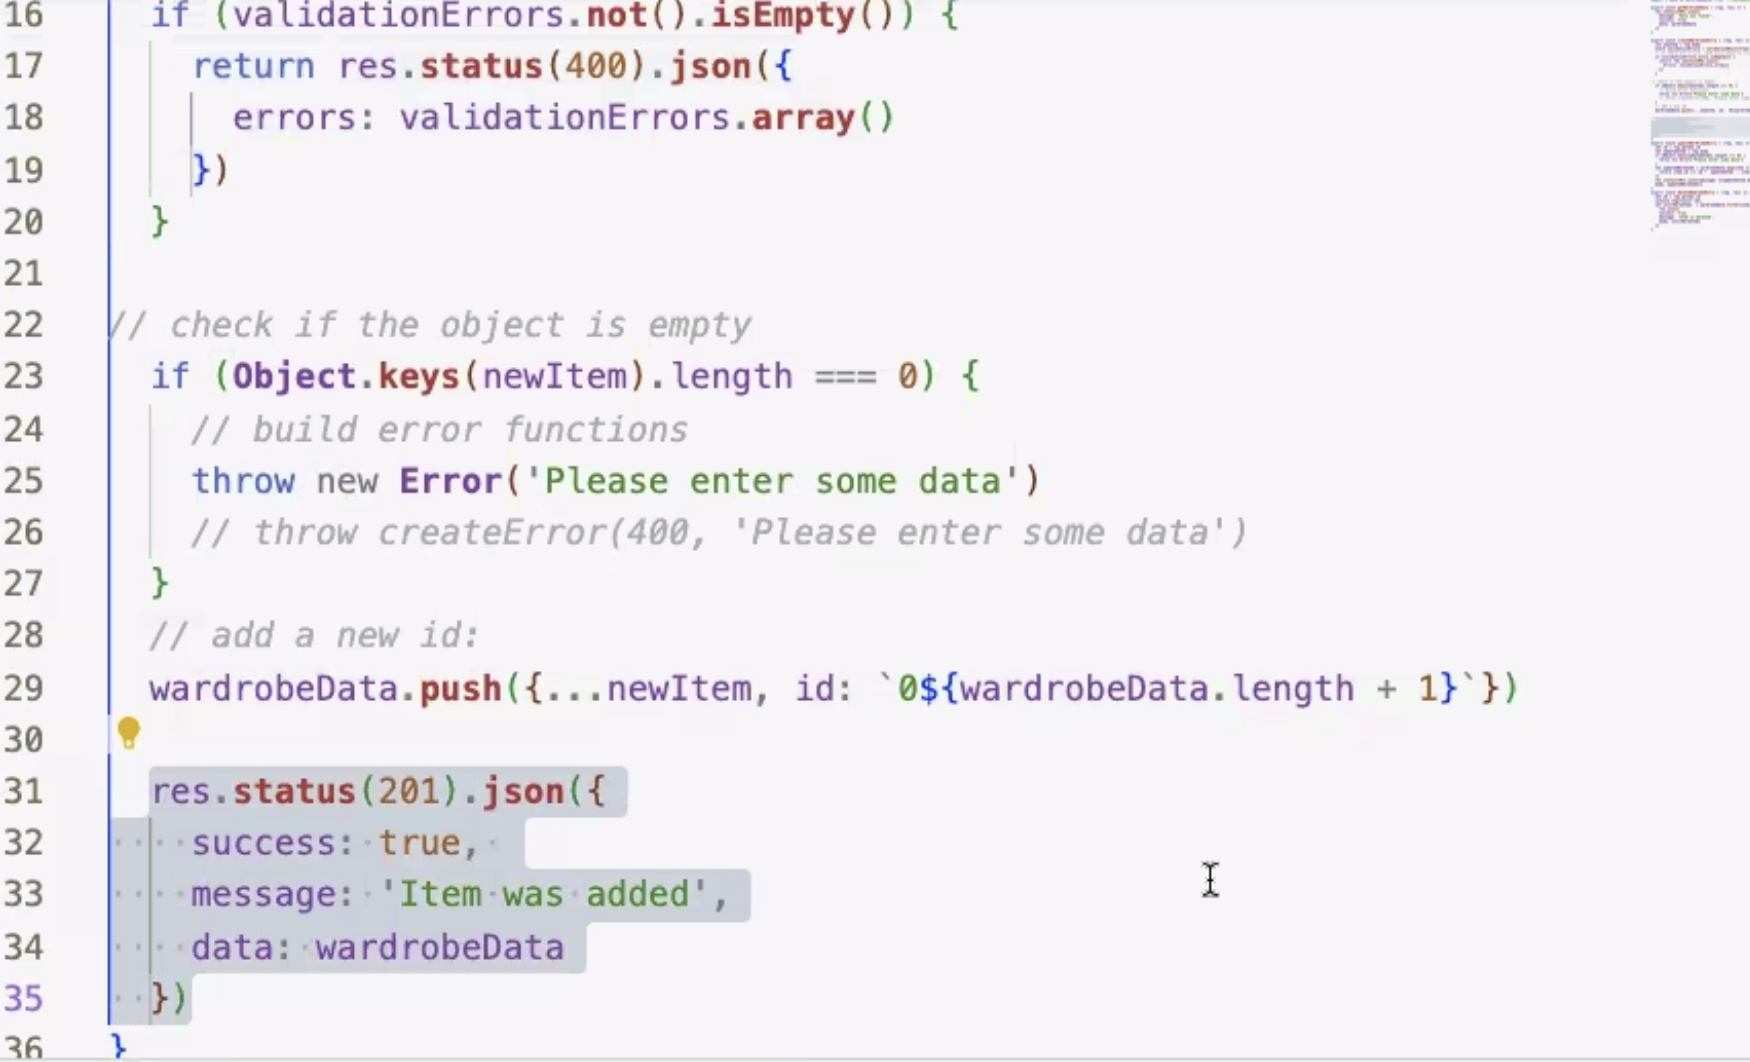 16 if (validationErrors.not().isEmpty()) {
17 return res.status(400).json({
18 errors: validationErrors.array()
19 })
20 }
21
22 // check if the object is empty
23 if (Object.keys(newItem).length === 0) {
24 // build error functions
25 throw new Error('Please enter some data')
26 // throw createError(400, 'Please enter some data')
27 }
28 // add a new id:
29 wardrobeData.push({...newItem, id: `0${wardrobeData.length + 1}`})
30
31 res.status(201).json({
32 success: true,
33 message: 'Item was added',
34 data: wardrobeData
35 })
36 }